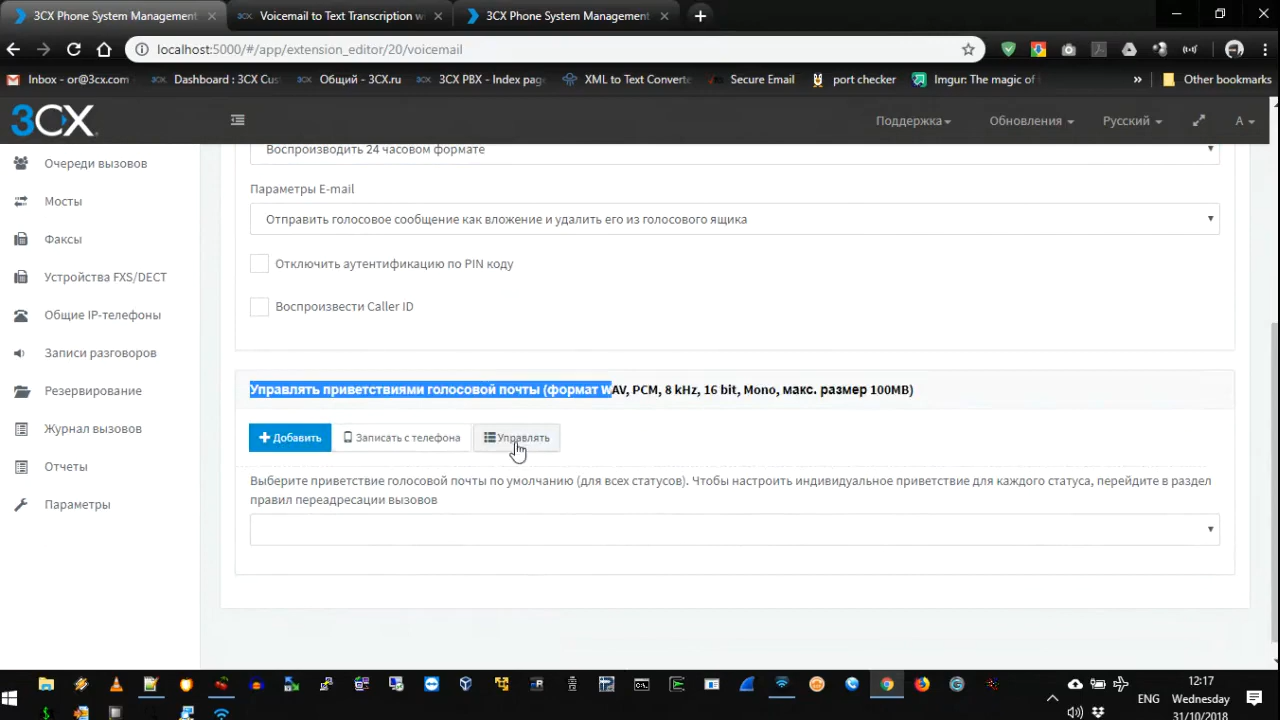 3CX Phone System Management
Voicemail to Text Transcription w
3CX Phone System Management
localhost:5000/#/app/extension_editor/20/voicemail
Inbox - or@3cx.com
Dashboard : 3CX Cus
Общий - 3CX.ru
3CX PBX - Index page
XML to Text Converte
Secure Email
port checker
Imgur: The magic of
Other bookmarks
3CX
Поддержка
Обновления
Русский
A
Очереди вызовов
Мосты
Факсы
Устройства FXS/DECT
Общие IP-телефоны
Записи разговоров
Резервирование
Журнал вызовов
Отчеты
Параметры
Воспроизводить 24 часовом формате
Параметры E-mail
Отправить голосовое сообщение как вложение и удалить его из голосового ящика
Отключить аутентификацию по PIN коду
Воспроизвести Caller ID
Управлять приветствиями голосовой почты (формат WAV, PCM, 8 kHz, 16 bit, Mono, макс. размер 100MB)
Добавить
Записать с телефона
Управлять
Выберите приветствие голосовой почты по умолчанию (для всех статусов). Чтобы настроить индивидуальное приветствие для каждого статуса, перейдите в раздел
правил переадресации вызовов
ENG
12:17
Wednesday
31/10/2018